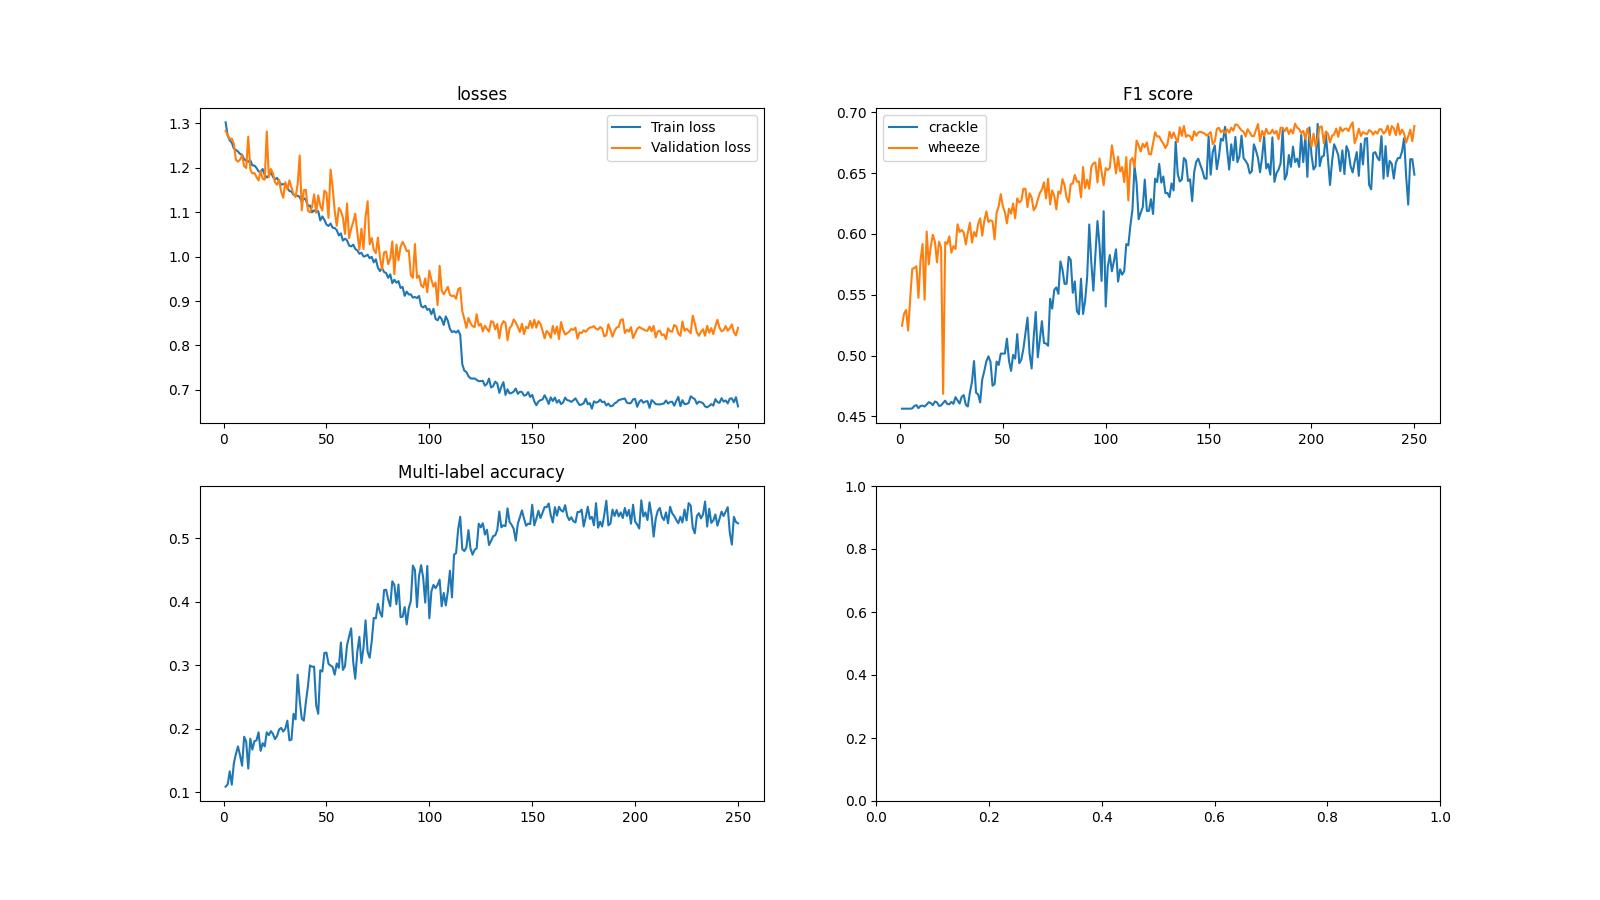 losses
1.3
1.2
1.1
1.0
0.9
0.8
0.7
Train loss
Validation loss
0 50 100 150 200 250
F1 score
0.70
0.65
0.60
0.55
0.50
0.45
crackle
wheeze
0 50 100 150 200 250
Multi-label accuracy
0.5
0.4
0.3
0.2
0.1
0 50 100 150 200 250
1.0
0.8
0.6
0.4
0.2
0.0
0.0 0.2 0.4 0.6 0.8 1.0